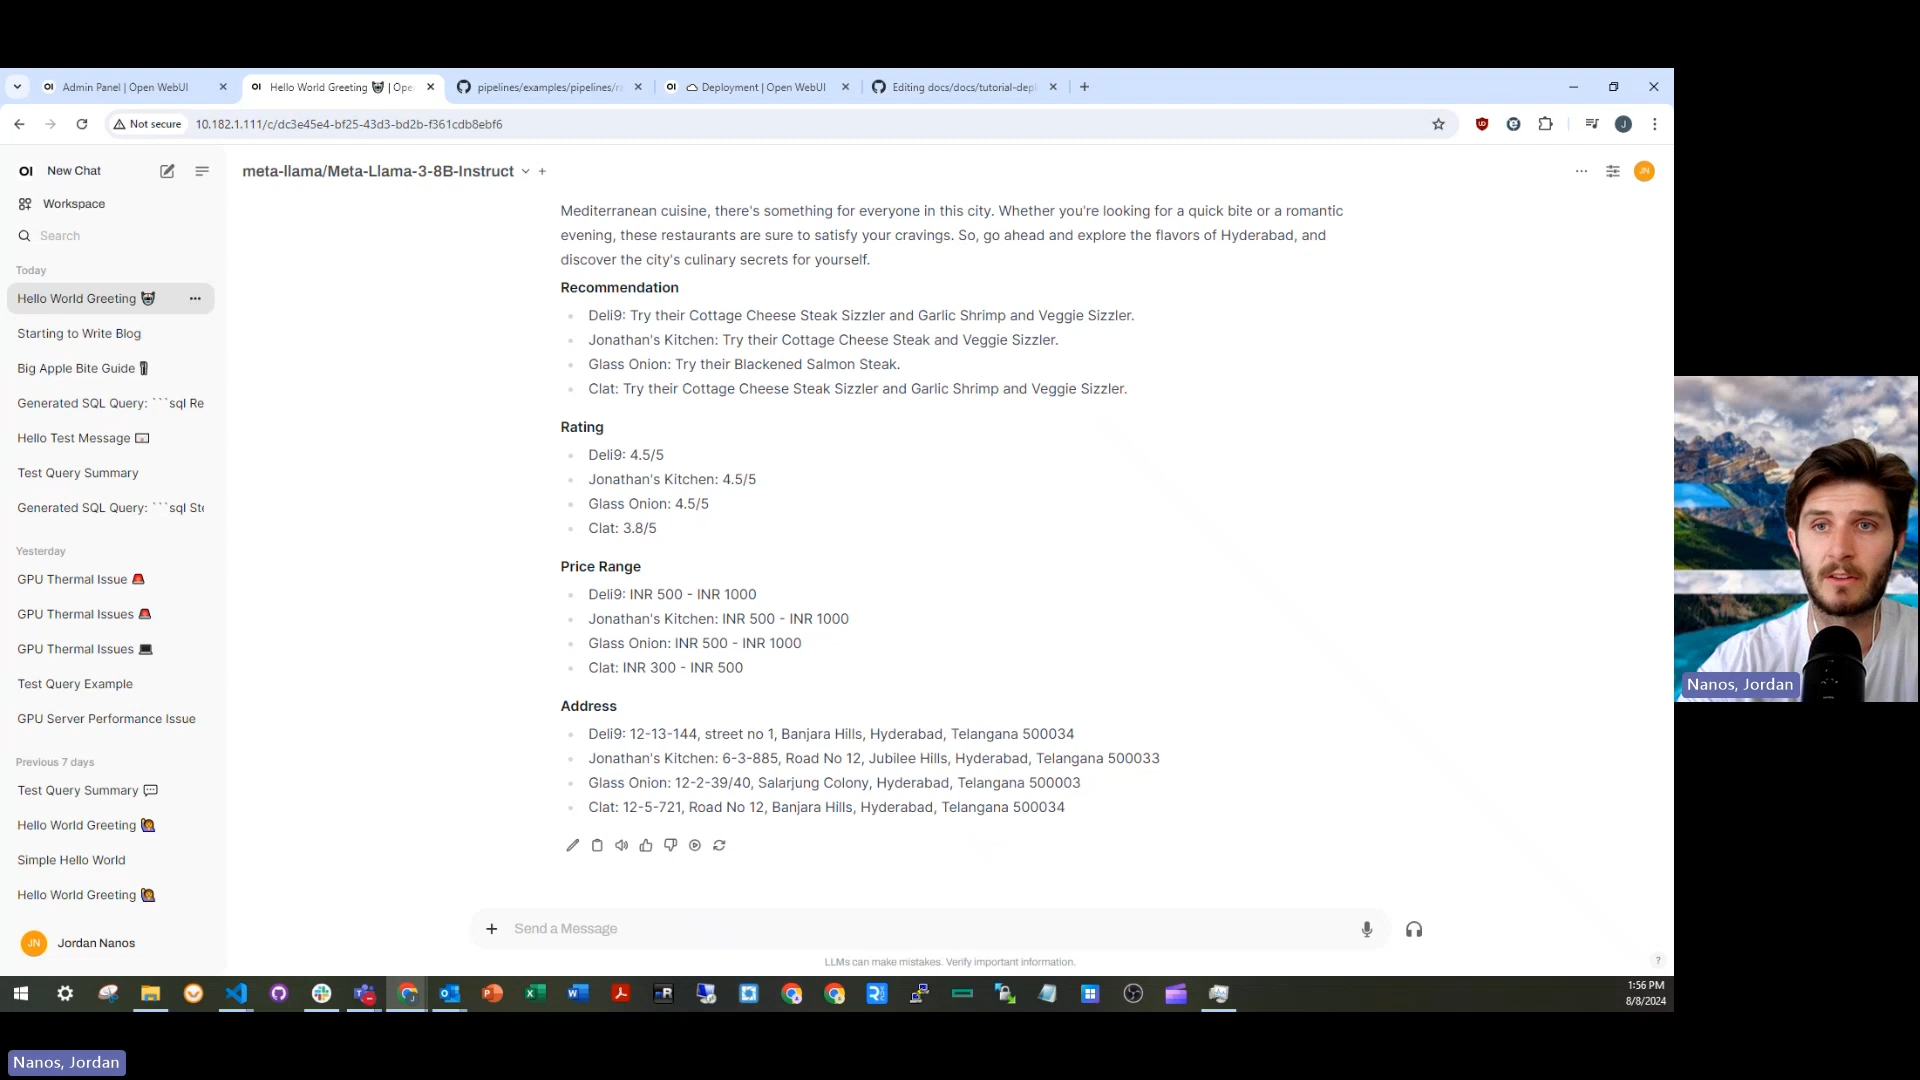 Admin Panel | Open WebUI
Hello World Greeting | Ope
pipelines/examples/pipelines/r
Deployment | Open WebUI
Editing docs/docs/tutorial-depl
Not secure
10.182.1.111/c/dc3e45e4-bf25-43d3-bd2b-f361cdb8ebf6
OI New Chat
Workspace
Search
Today
Hello World Greeting
Starting to Write Blog
Big Apple Bite Guide
Generated SQL Query: ```sql Re
Hello Test Message
Test Query Summary
Generated SQL Query: ```sql Ste
Yesterday
GPU Thermal Issue
GPU Thermal Issues
GPU Thermal Issues
Test Query Example
GPU Server Performance Issue
Previous 7 days
Test Query Summary
Hello World Greeting
Simple Hello World
Hello World Greeting
JN Jordan Nanos
meta-llama/Meta-Llama-3-8B-Instruct
JN
Mediterranean cuisine, there's something for everyone in this city. Whether you're looking for a quick bite or a romantic
evening, these restaurants are sure to satisfy your cravings. So, go ahead and explore the flavors of Hyderabad, and
discover the city's culinary secrets for yourself.
Recommendation
Deli9: Try their Cottage Cheese Steak Sizzler and Garlic Shrimp and Veggie Sizzler.
Jonathan's Kitchen: Try their Cottage Cheese Steak and Veggie Sizzler.
Glass Onion: Try their Blackened Salmon Steak.
Clat: Try their Cottage Cheese Steak Sizzler and Garlic Shrimp and Veggie Sizzler.
Rating
Deli9: 4.5/5
Jonathan's Kitchen: 4.5/5
Glass Onion: 4.5/5
Clat: 3.8/5
Price Range
Deli9: INR 500 - INR 1000
Jonathan's Kitchen: INR 500 - INR 1000
Glass Onion: INR 500 - INR 1000
Clat: INR 300 - INR 500
Address
Deli9: 12-13-144, street no 1, Banjara Hills, Hyderabad, Telangana 500034
Jonathan's Kitchen: 6-3-885, Road No 12, Jubilee Hills, Hyderabad, Telangana 500033
Glass Onion: 12-2-39/40, Salarjung Colony, Hyderabad, Telangana 500003
Clat: 12-5-721, Road No 12, Banjara Hills, Hyderabad, Telangana 500034
Send a Message
LLMs can make mistakes. Verify important information.
?
1:56 PM
8/8/2024
Nanos, Jordan
Nanos, Jordan